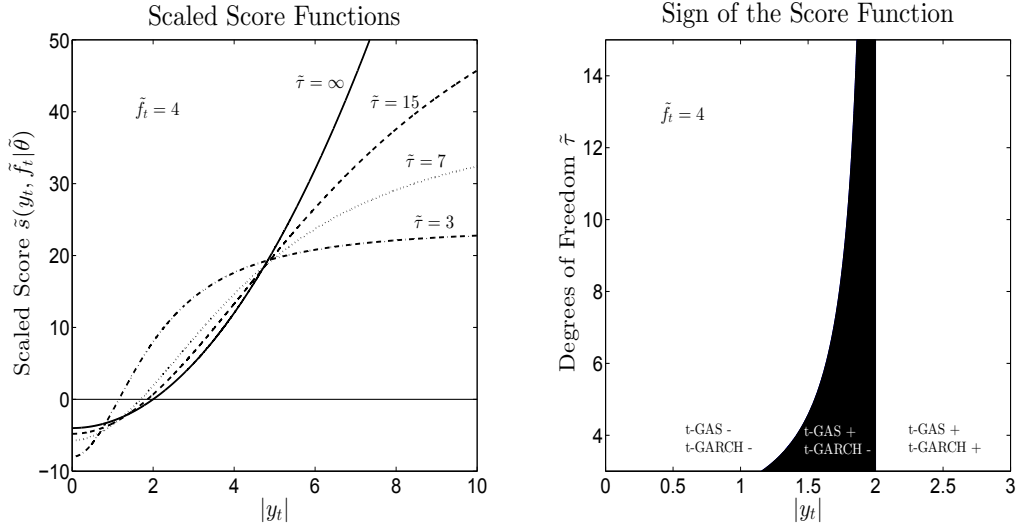 Scaled Score Functions
Scaled Score s̃(y_t, f̃_t|θ̃)
50
40
30
20
10
0
−10
f̃_t = 4
τ̃ = ∞
τ̃ = 15
τ̃ = 7
τ̃ = 3
0 2 4 6 8 10
|y_t|
Sign of the Score Function
Degrees of Freedom τ̃
14
12
10
8
6
4
f̃_t = 4
t-GAS -
t-GARCH -
t-GAS +
t-GARCH -
t-GAS +
t-GARCH +
0 0.5 1 1.5 2 2.5 3
|y_t|